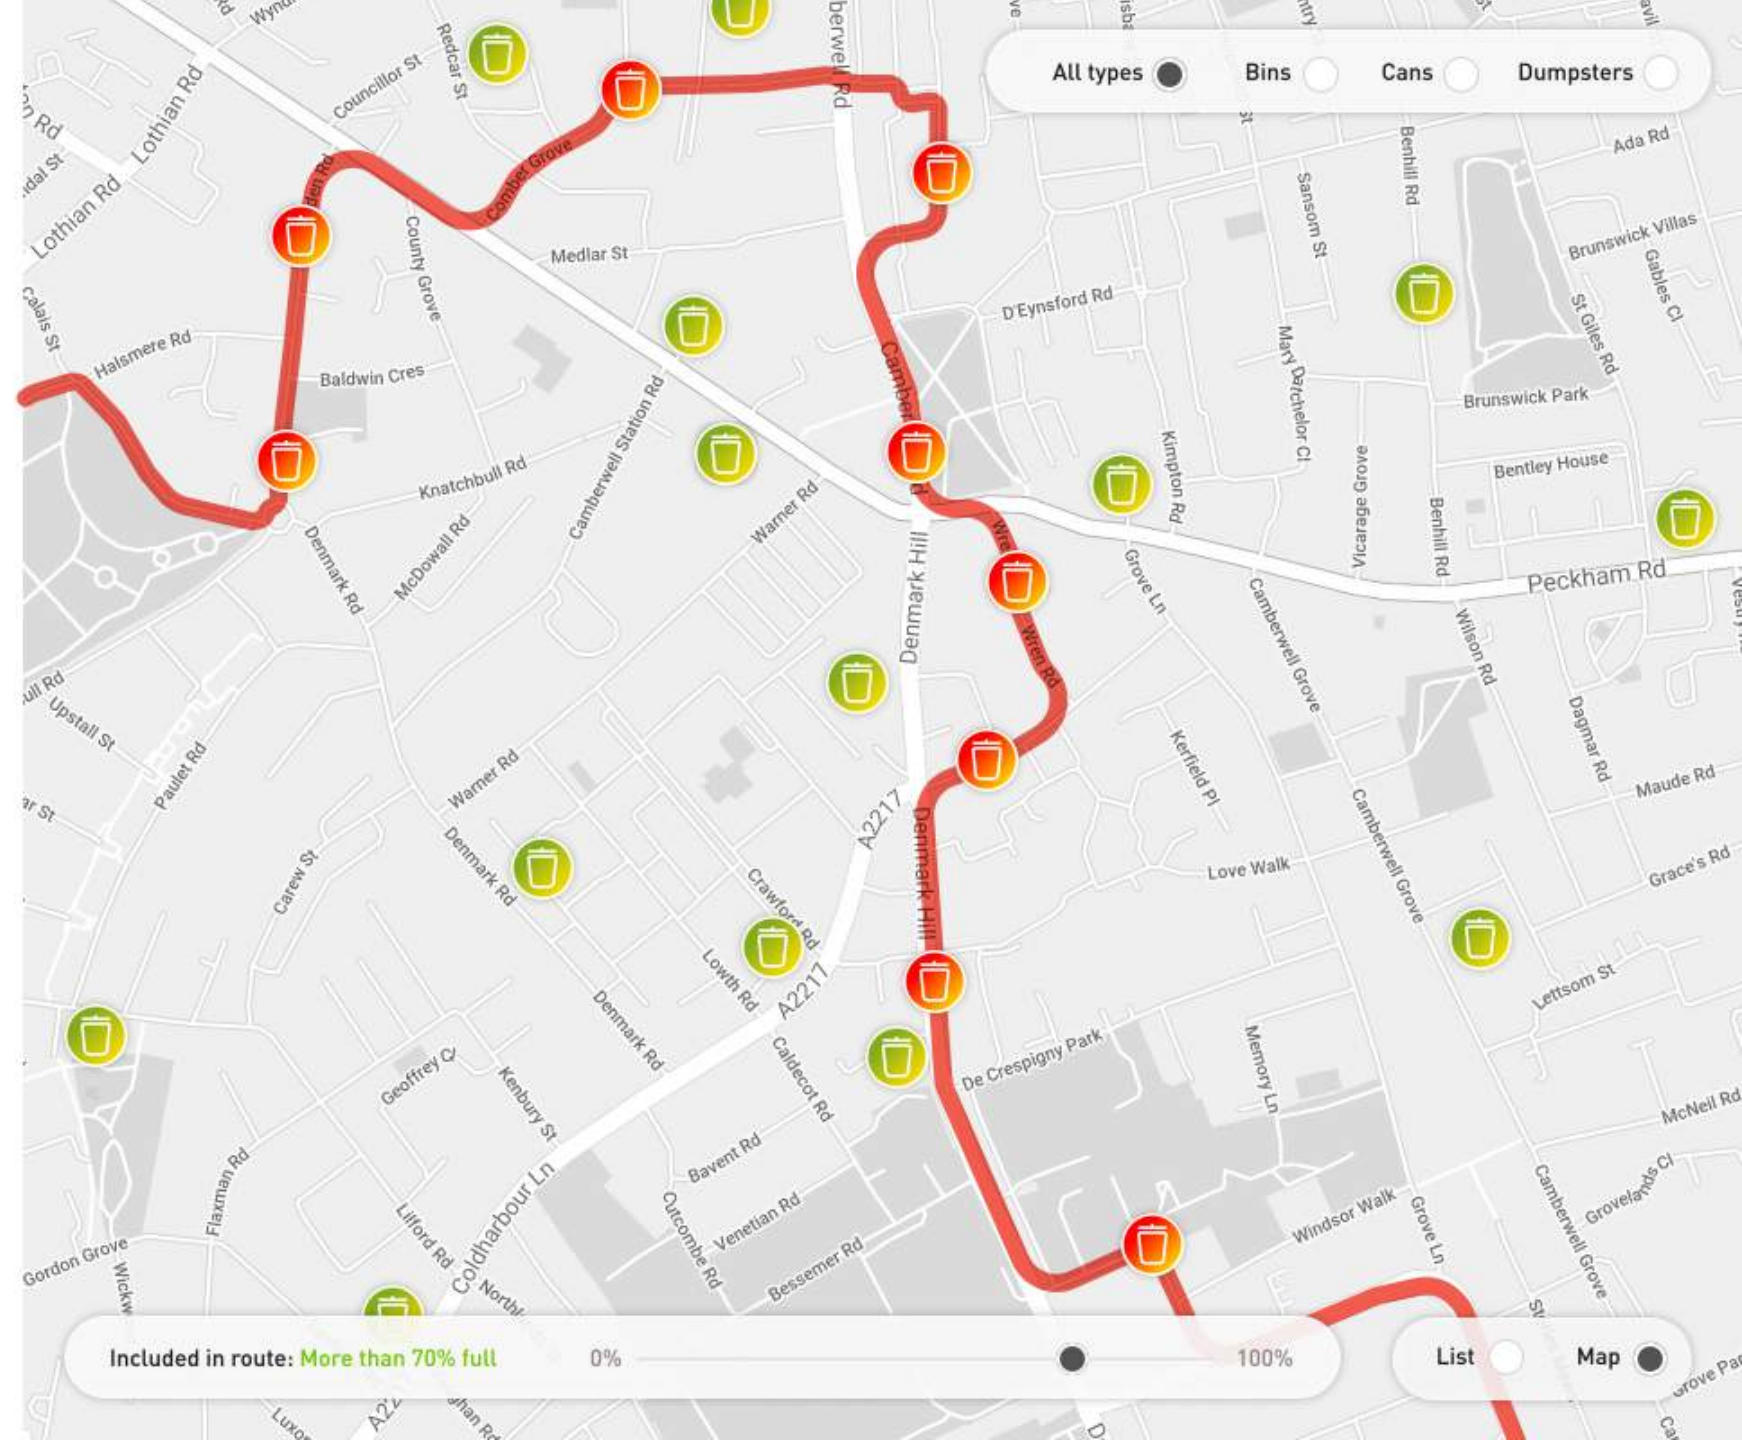 Redcar St
Councillor St
Lothian Rd
Lothian Rd
Comber Grove
County Grove
Medlar St
Calais St
Halsmere Rd
Baldwin Cres
Knatchbull Rd
Camberwell Station Rd
McDowall Rd
Denmark Rd
Warner Rd
All types
Bins
Cans
Dumpsters
Ada Rd
Benhill Rd
Sansom St
Brunswick Villas
Gables Cl
St Giles Rd
D'Eynsford Rd
Mary Datchelor Cl
Brunswick Park
Kimpton Rd
Vicarage Grove
Bentley House
Benhill Rd
Peckham Rd
Denmark Hill
Wren Rd
Grove Ln
Camberwell Grove
Wilson Rd
Dagmar Rd
Kerfield Pl
Maude Rd
Upstall St
Paulet Rd
Warner Rd
A2217
Denmark Hill
Love Walk
Camberwell Grove
Grace's Rd
Carew St
Denmark Rd
Crawford Rd
Lowth Rd
A2217
Lettsom St
Denmark Rd
Caldecot Rd
De Crespigny Park
Memory Ln
McNeil Rd
Geoffrey Cl
Kenbury St
Bavent Rd
Flaxman Rd
Venetian Rd
Cutcombe Rd
Bessemer Rd
Lilford Rd
Coldharbour Ln
Windsor Walk
Grove Ln
Camberwell Grove
Grovelands Cl
Gordon Grove
Included in route: More than 70% full
0%
100%
List
Map